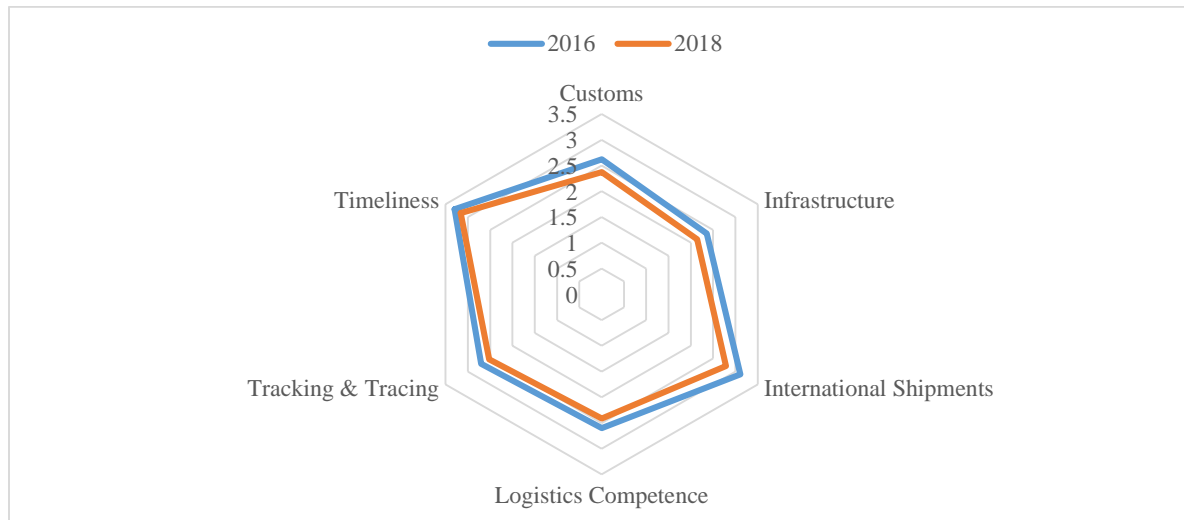 2016 2018
Customs
3.5
3
2.5
2
1.5
1
0.5
0
Timeliness
Infrastructure
Tracking & Tracing
International Shipments
Logistics Competence